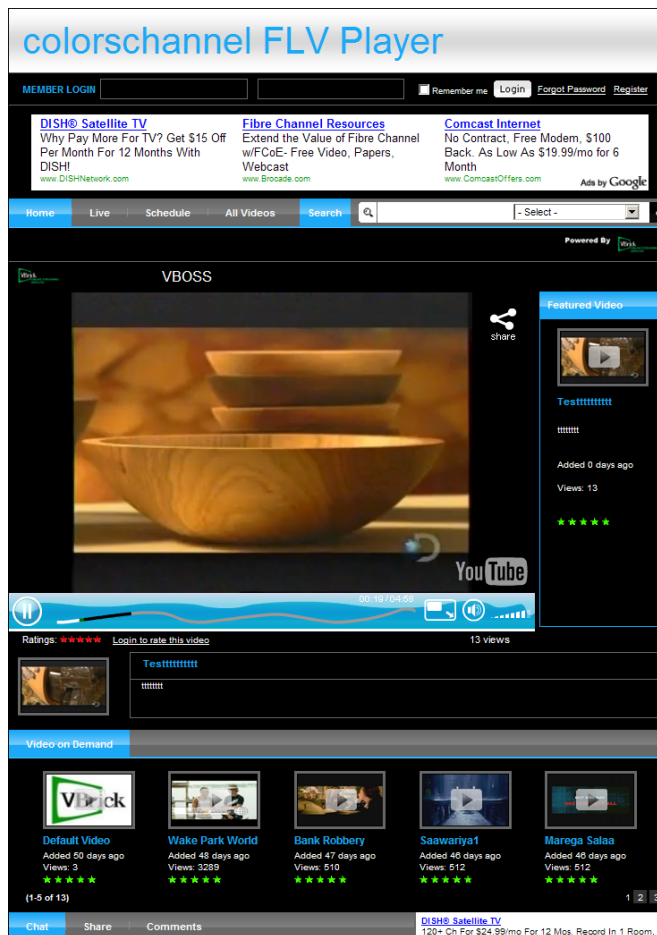 colorschannel FLV Player
MEMBER LOGIN Remember me Login Forgot Password Register
DISH® Satellite TV
Why Pay More For TV? Get $15 Off
Per Month For 12 Months With
DISH!
www.DISHNetwork.com
Fibre Channel Resources
Extend the Value of Fibre Channel
w/FCoE- Free Video, Papers,
Webcast
www.Brocade.com
Comcast Internet
No Contract, Free Modem, $100
Back. As Low As $19.99/mo for 6
Month
www.ComcastOffers.com
Ads by Google
Home Live Schedule All Videos Search - Select -
Powered By VBrick
VBrick VBOSS
share
YouTube
00:19 / 04:58
Featured Video
Testttttttttt
tttttttt
Added 0 days ago
Views: 13
Ratings: Login to rate this video 13 views
Testttttttttt
tttttttt
Video on Demand
VBrick
Default Video
Added 50 days ago
Views: 3
Wake Park World
Added 48 days ago
Views: 3289
Bank Robbery
Added 47 days ago
Views: 510
Saawariya1
Added 46 days ago
Views: 512
Marega Salaa
Added 46 days ago
Views: 512
(1-5 of 13) 1 2 3
Chat Share Comments
DISH® Satellite TV
120+ Ch For $24.99/mo For 12 Mos. Record In 1 Room,